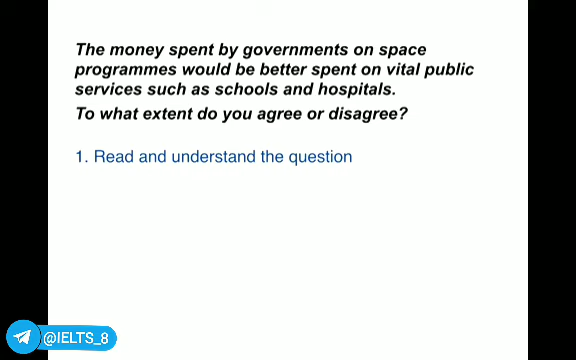 The money spent by governments on space
programmes would be better spent on vital public
services such as schools and hospitals.
To what extent do you agree or disagree?
1. Read and understand the question
@IELTS_8